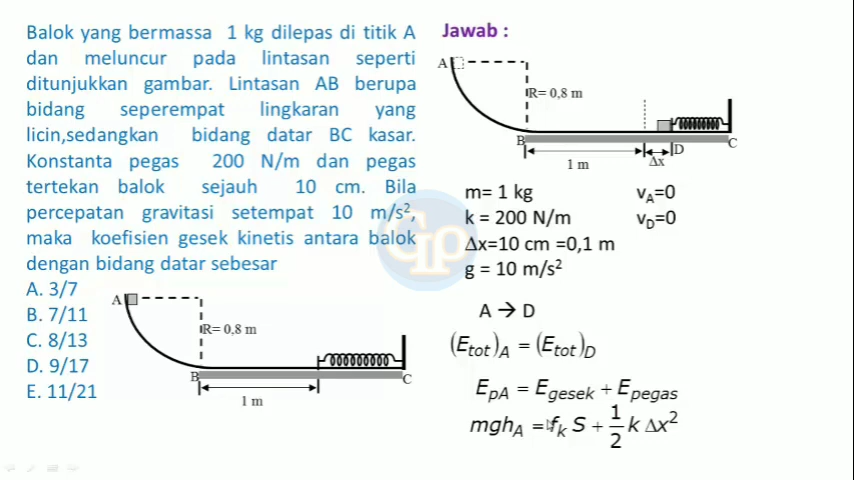 Balok yang bermassa 1 kg dilepas di titik A
dan meluncur pada lintasan seperti
ditunjukkan gambar. Lintasan AB berupa
bidang seperempat lingkaran yang
licin,sedangkan bidang datar BC kasar.
Konstanta pegas 200 N/m dan pegas
tertekan balok sejauh 10 cm. Bila
percepatan gravitasi setempat 10 m/s²,
maka koefisien gesek kinetis antara balok
dengan bidang datar sebesar
A. 3/7
B. 7/11
C. 8/13
D. 9/17
E. 11/21
A
R= 0,8 m
B
C
1 m
Jawab :
A
R= 0,8 m
B
D
C
1 m
Δx
m= 1 kg
v_A=0
k = 200 N/m
v_D=0
Δx=10 cm =0,1 m
g = 10 m/s²
A → D
(E_tot)_A = (E_tot)_D
E_pA = E_gesek + E_pegas
mgh_A = f_k S + 1/2 k Δx²